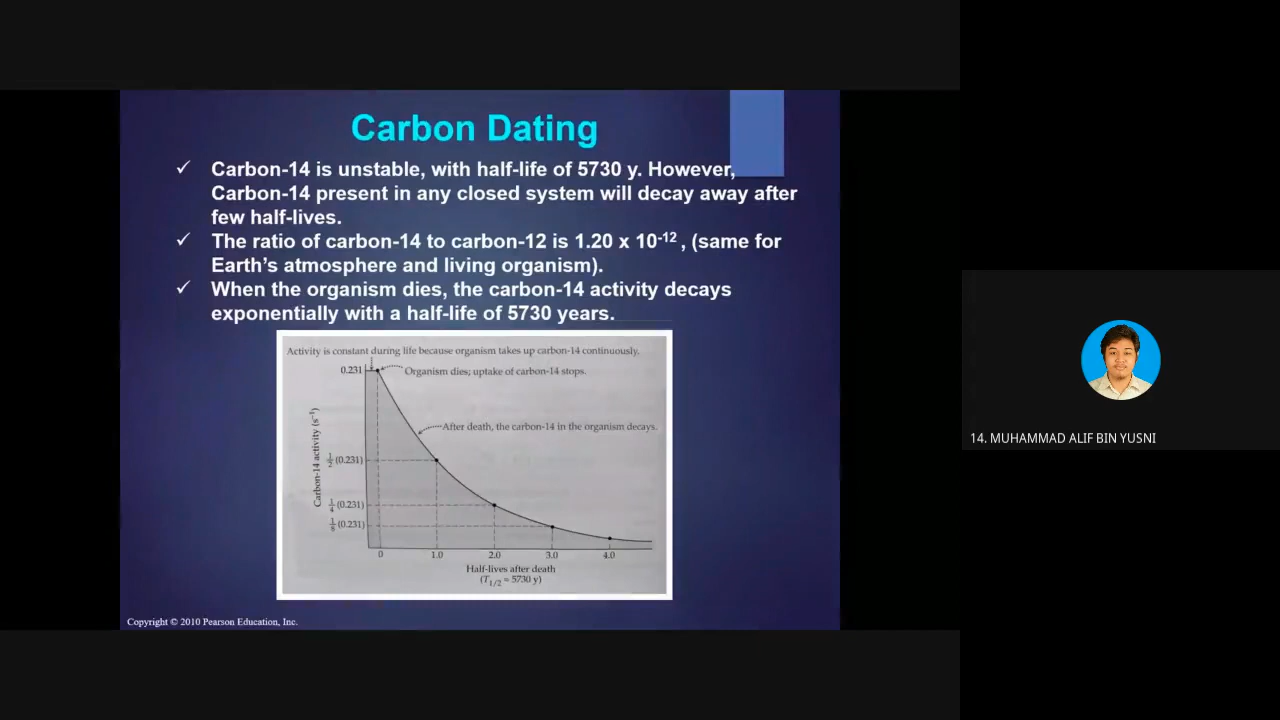 Carbon Dating
✓ Carbon-14 is unstable, with half-life of 5730 y. However,
Carbon-14 present in any closed system will decay away after
few half-lives.
✓ The ratio of carbon-14 to carbon-12 is 1.20 x 10⁻¹² , (same for
Earth's atmosphere and living organism).
✓ When the organism dies, the carbon-14 activity decays
exponentially with a half-life of 5730 years.
Activity is constant during life because organism takes up carbon-14 continuously.
0.231
Organism dies; uptake of carbon-14 stops.
After death, the carbon-14 in the organism decays.
Carbon-14 activity (s⁻¹)
½ (0.231)
¼ (0.231)
⅛ (0.231)
0 1.0 2.0 3.0 4.0
Half-lives after death
(T₁/₂ = 5730 y)
Copyright © 2010 Pearson Education, Inc.
14. MUHAMMAD ALIF BIN YUSNI